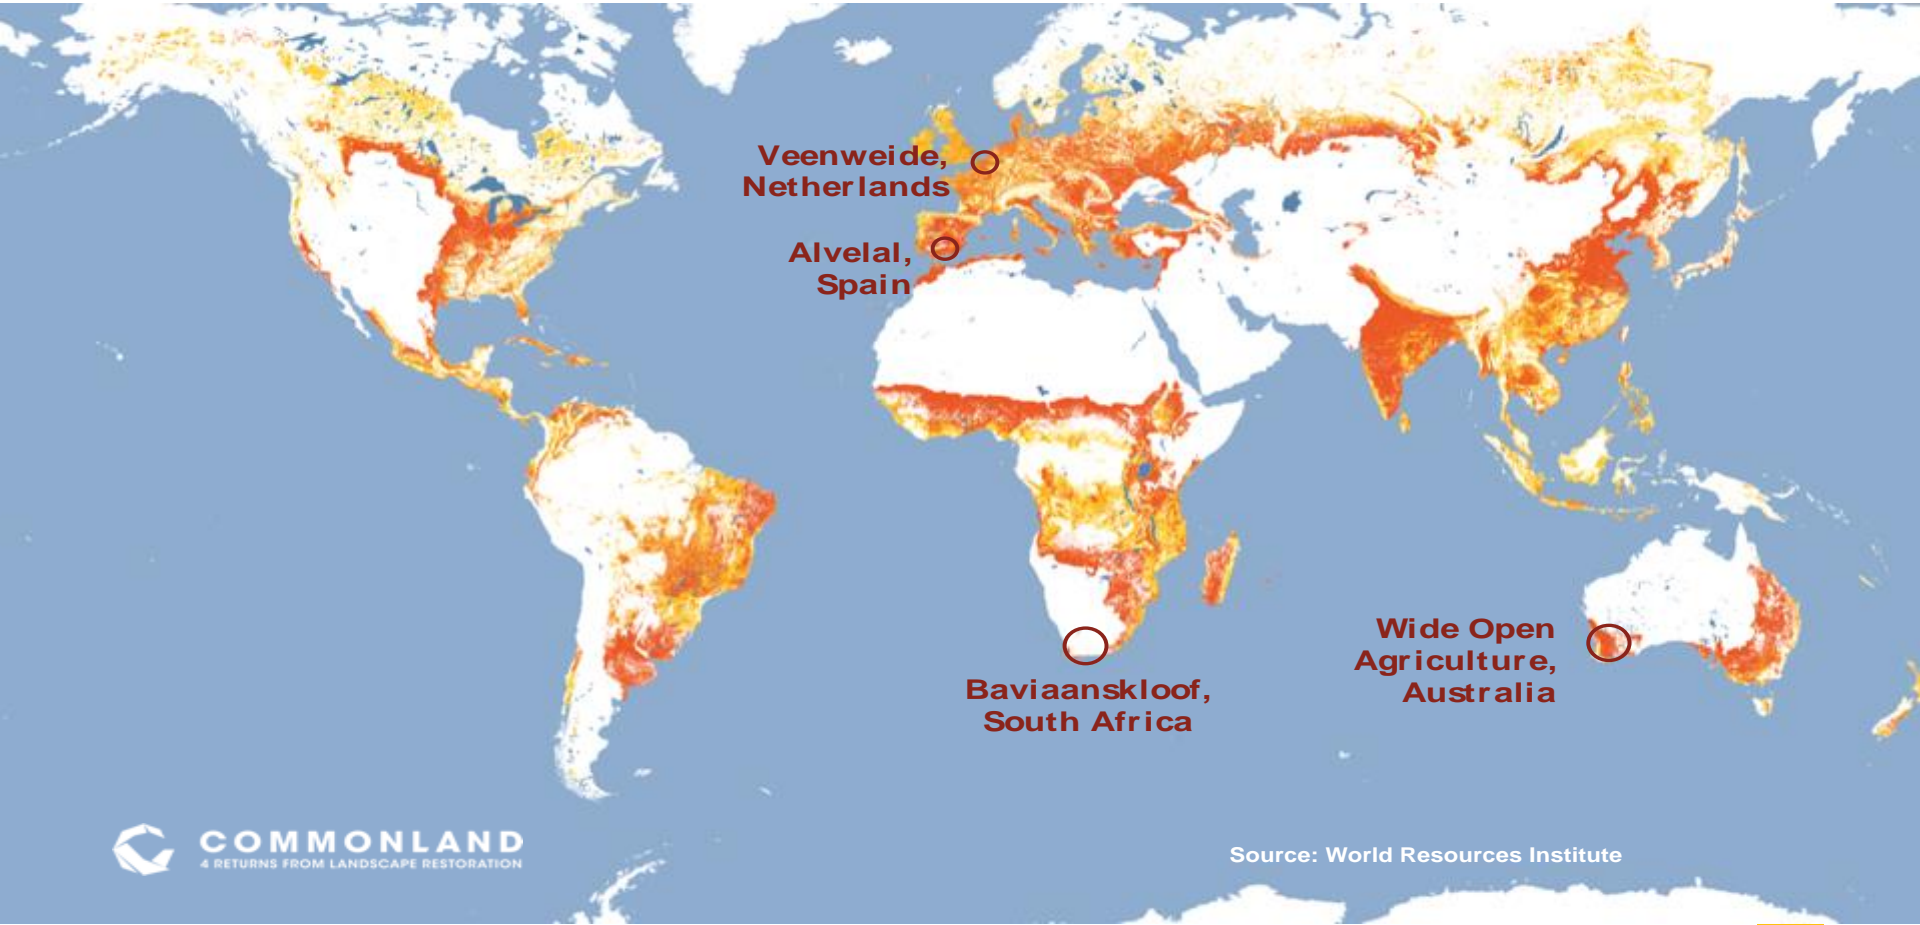 Veenweide,
Netherlands
Alvelal,
Spain
Wide Open
Agriculture,
Australia
Baviaanskloof,
South Africa
COMMONLAND
4 RETURNS FROM LANDSCAPE RESTORATION
Source: World Resources Institute